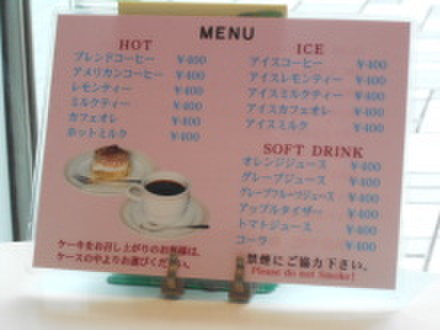 MENU
HOT
ブレンドコーヒー ¥400
アメリカンコーヒー ¥400
レモンティー ¥400
ミルクティー ¥400
カフェオレ ¥400
ホットミルク ¥400
ICE
アイスコーヒー ¥400
アイスレモンティー ¥400
アイスミルクティー ¥400
アイスカフェオレ ¥400
アイスミルク ¥400
SOFT DRINK
オレンジジュース ¥400
グレープジュース ¥400
グレープフルーツジュース ¥400
アップルタイザー ¥400
トマトジュース ¥400
コーラ ¥400
ケーキをお召し上がりのお客様は、
ケースの中よりお選びください。
禁煙にご協力下さい。
Please do not Smoke!